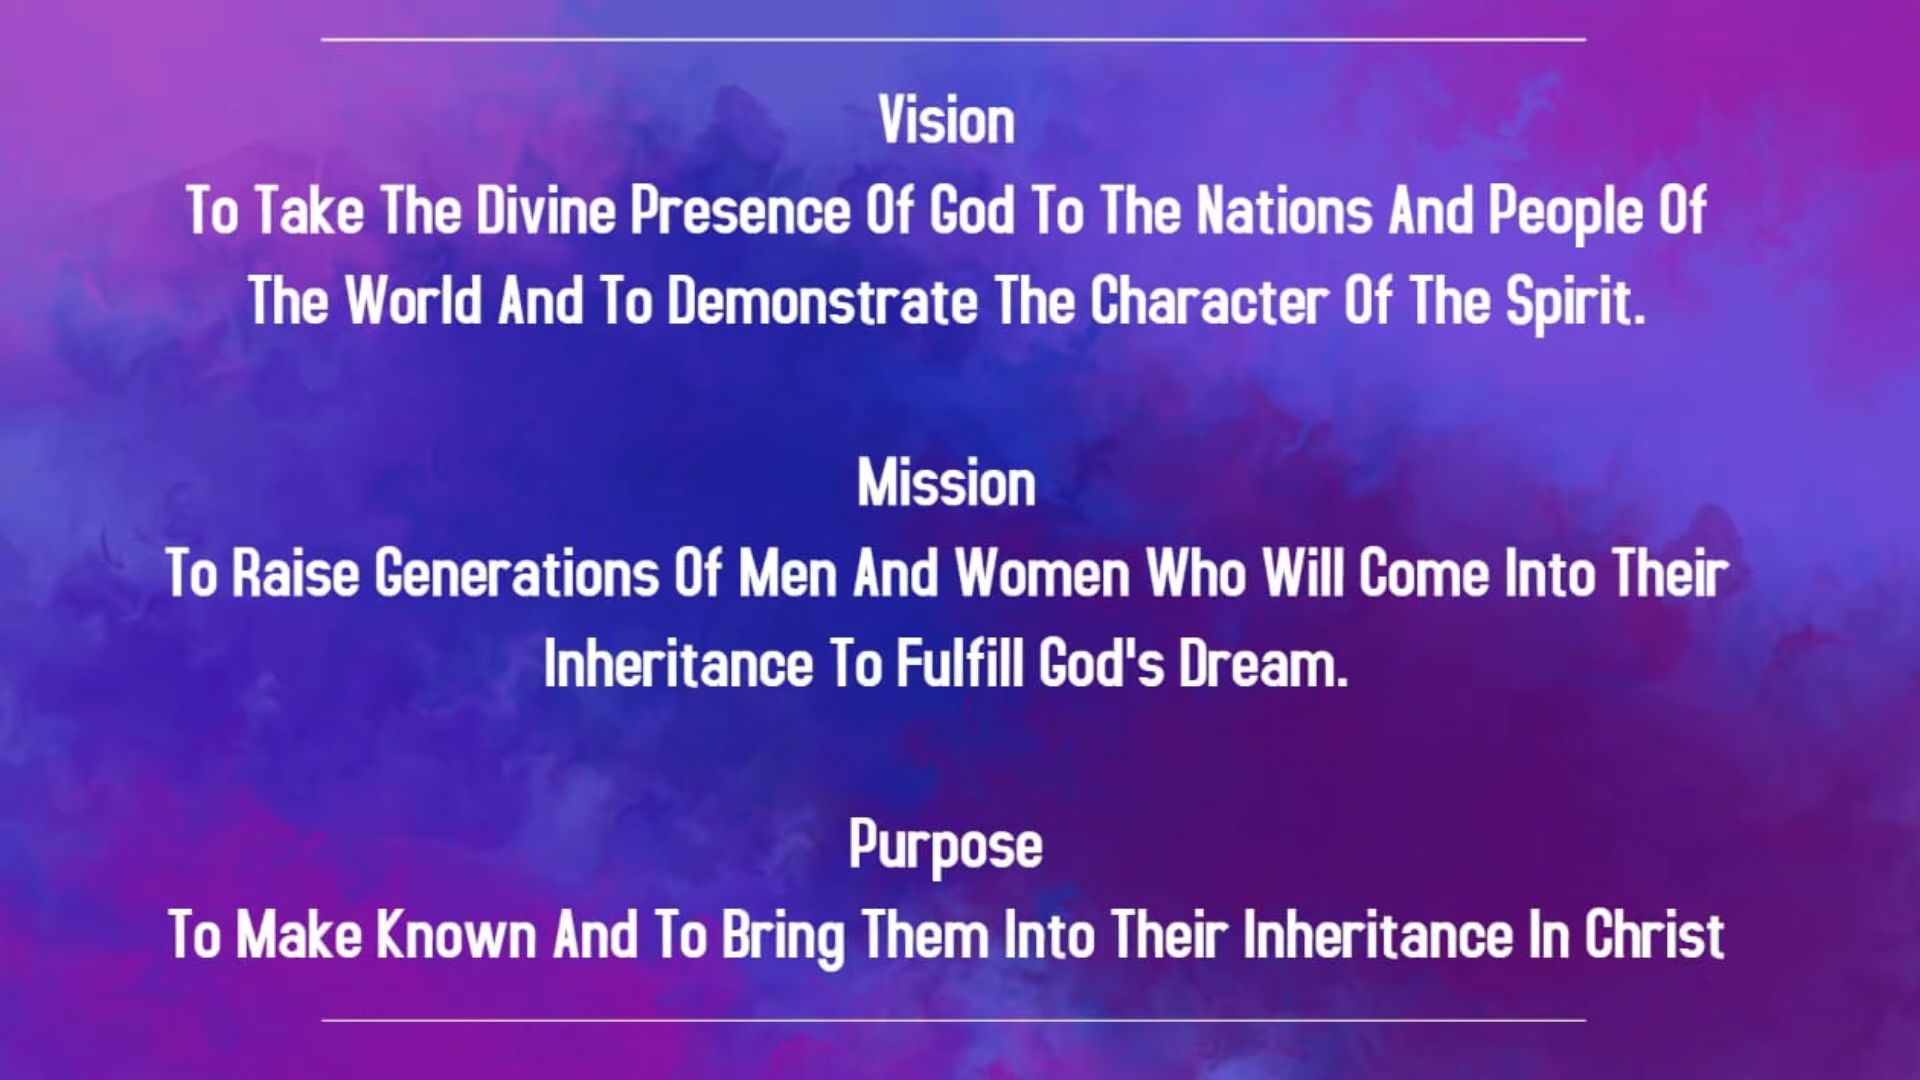 Vision
To Take The Divine Presence Of God To The Nations And People Of
The World And To Demonstrate The Character Of The Spirit.
Mission
To Raise Generations Of Men And Women Who Will Come Into Their
Inheritance To Fulfill God's Dream.
Purpose
To Make Known And To Bring Them Into Their Inheritance In Christ